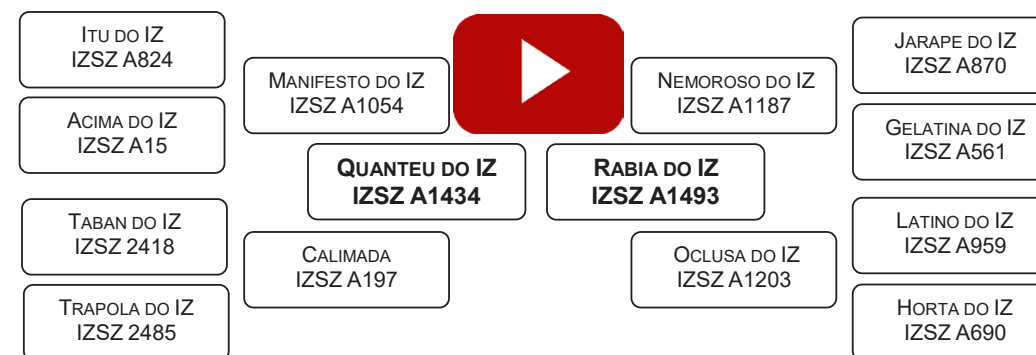 ITU DO IZ
IZSZ A824
ACIMA DO IZ
IZSZ A15
MANIFESTO DO IZ
IZSZ A1054
QUANTEU DO IZ
IZSZ A1434
TABAN DO IZ
IZSZ 2418
TRAPOLA DO IZ
IZSZ 2485
CALIMADA
IZSZ A197
NEMOROSO DO IZ
IZSZ A1187
RABIA DO IZ
IZSZ A1493
OCLUSA DO IZ
IZSZ A1203
JARAPE DO IZ
IZSZ A870
GELATINA DO IZ
IZSZ A561
LATINO DO IZ
IZSZ A959
HORTA DO IZ
IZSZ A690